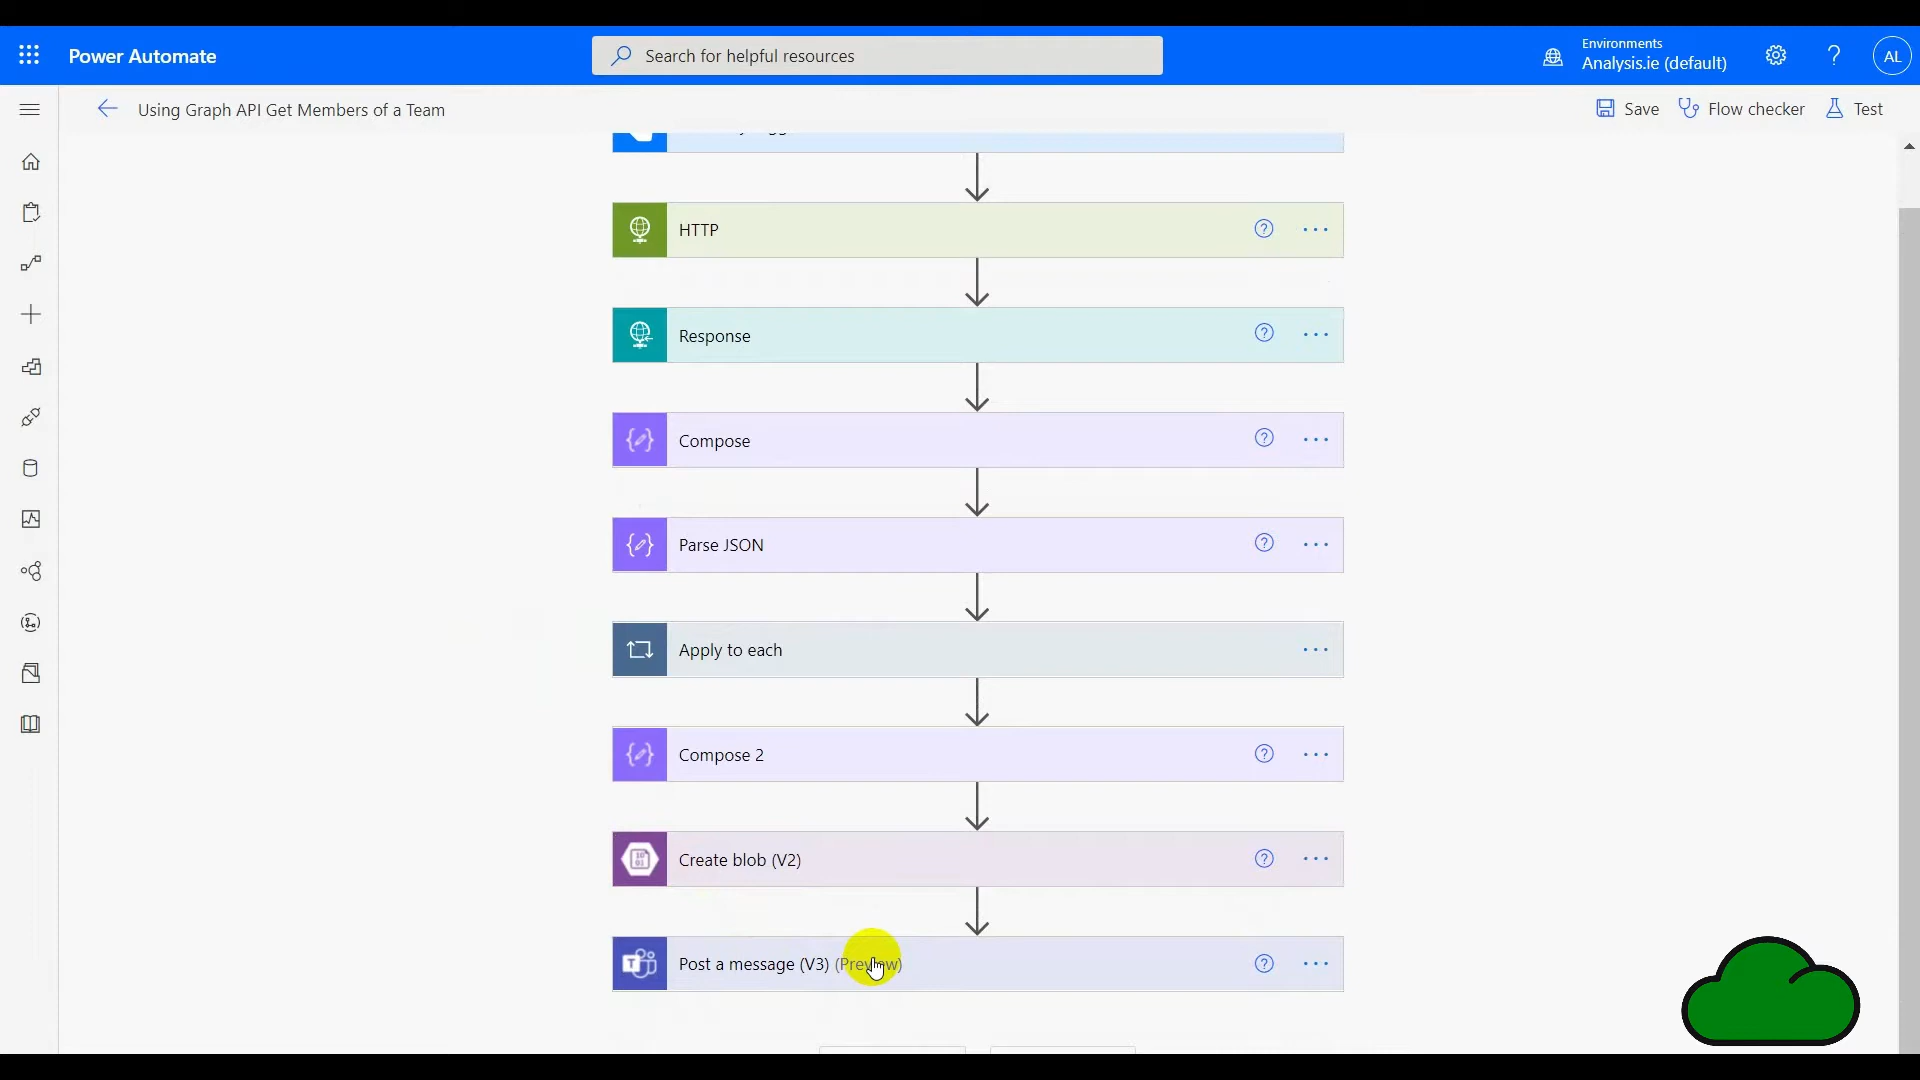 Power Automate
Search for helpful resources
Environments
Analysis.ie (default)
?
AL
Using Graph API Get Members of a Team
Save
Flow checker
Test
HTTP
Response
Compose
Parse JSON
Apply to each
Compose 2
Create blob (V2)
Post a message (V3) (Preview)